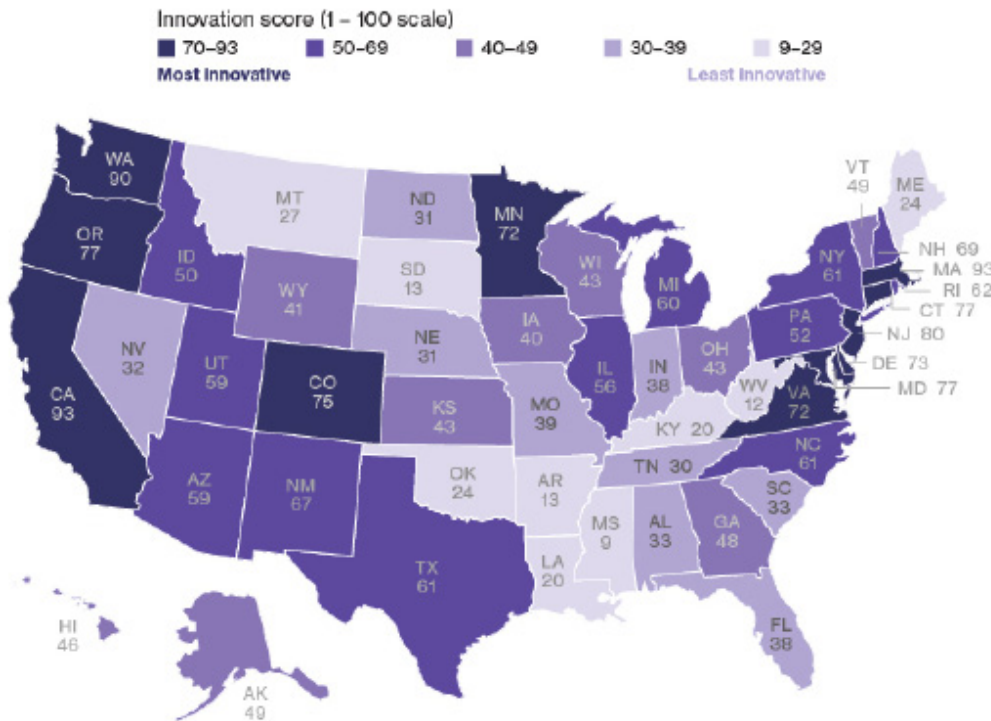 Innovation score (1 – 100 scale)
70–93 50–69 40–49 30–39 9–29
Most innovative Least innovative
WA
90
MT
27
ND
31
MN
72
VT
49
ME
24
OR
77
ID
50
SD
13
WI
43
MI
60
NY
61
NH 69
MA 93
RI 62
CT 77
WY
41
IA
40
PA
52
NJ 80
NV
32
UT
59
NE
31
IL
56
IN
38
OH
43
DE 73
MD 77
CA
93
CO
75
KS
43
MO
39
WV
12
VA
72
KY 20
AZ
59
NM
67
OK
24
AR
13
TN 30
NC
61
SC
33
TX
61
LA
20
MS
9
AL
33
GA
48
FL
38
HI
46
AK
49